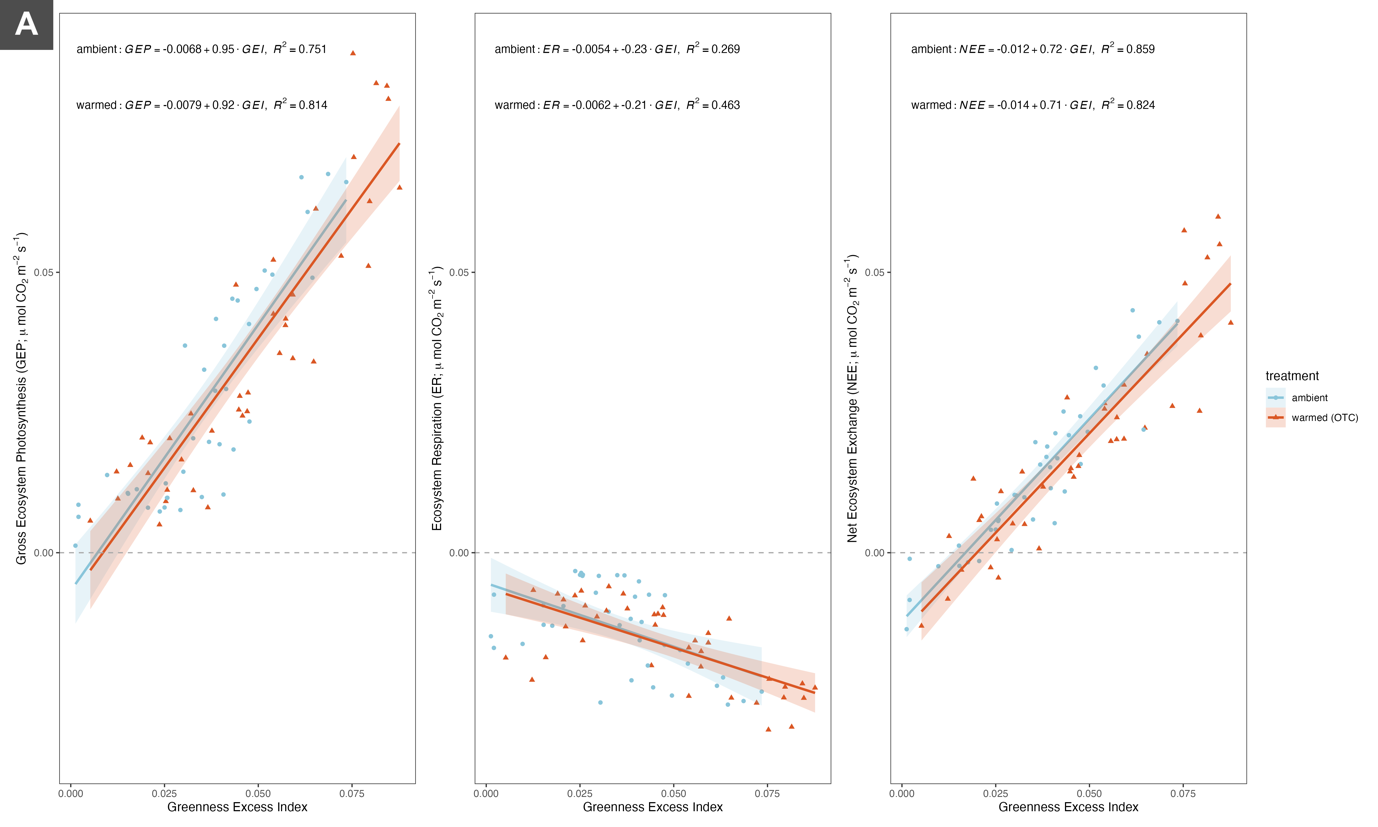 A
ambient : GEP = -0.0068 + 0.95 · GEI, R² = 0.751
warmed : GEP = -0.0079 + 0.92 · GEI, R² = 0.814
Gross Ecosystem Photosynthesis (GEP; μ mol CO₂ m⁻² s⁻¹)
0.05
0.00
0.000 0.025 0.050 0.075
Greenness Excess Index
ambient : ER = -0.0054 + -0.23 · GEI, R² = 0.269
warmed : ER = -0.0062 + -0.21 · GEI, R² = 0.463
Ecosystem Respiration (ER; μ mol CO₂ m⁻² s⁻¹)
0.05
0.00
0.000 0.025 0.050 0.075
Greenness Excess Index
ambient : NEE = -0.012 + 0.72 · GEI, R² = 0.859
warmed : NEE = -0.014 + 0.71 · GEI, R² = 0.824
Net Ecosystem Exchange (NEE; μ mol CO₂ m⁻² s⁻¹)
0.05
0.00
0.000 0.025 0.050 0.075
Greenness Excess Index
treatment
ambient
warmed (OTC)